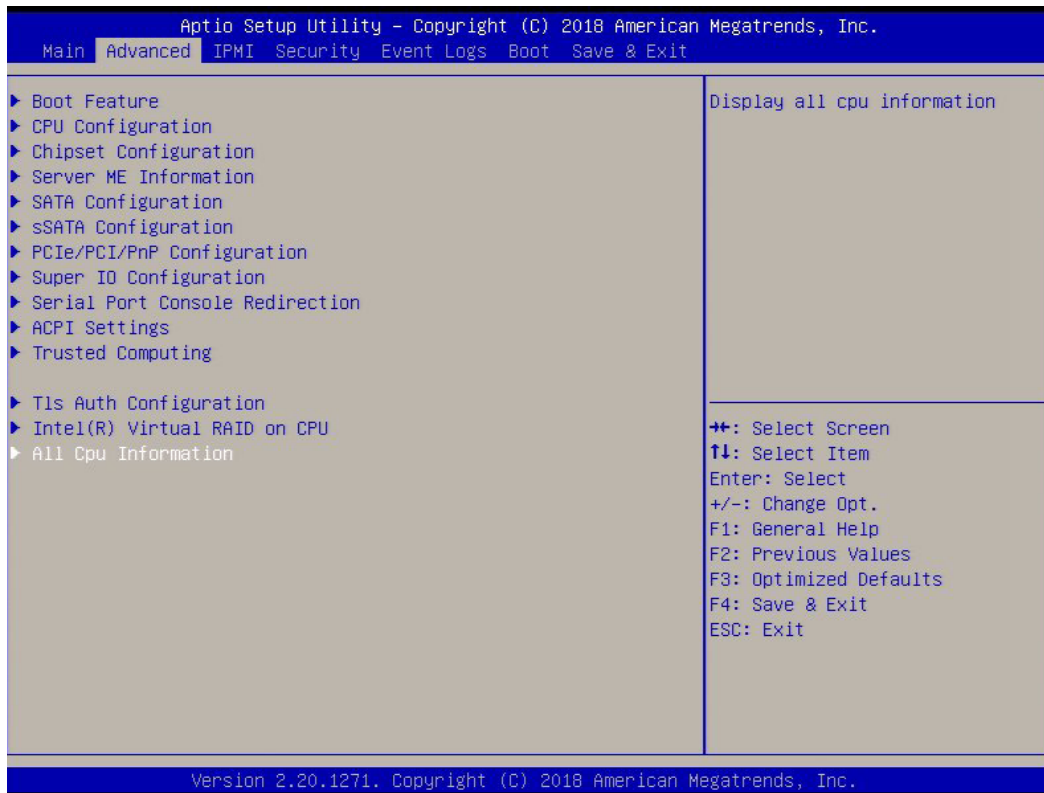 Aptio Setup Utility – Copyright (C) 2018 American Megatrends, Inc.
Main Advanced IPMI Security Event Logs Boot Save & Exit
▶ Boot Feature
▶ CPU Configuration
▶ Chipset Configuration
▶ Server ME Information
▶ SATA Configuration
▶ sSATA Configuration
▶ PCIe/PCI/PnP Configuration
▶ Super IO Configuration
▶ Serial Port Console Redirection
▶ ACPI Settings
▶ Trusted Computing
▶ Tls Auth Configuration
▶ Intel(R) Virtual RAID on CPU
▶ All Cpu Information
Display all cpu information
→←: Select Screen
↑↓: Select Item
Enter: Select
+/-: Change Opt.
F1: General Help
F2: Previous Values
F3: Optimized Defaults
F4: Save & Exit
ESC: Exit
Version 2.20.1271. Copyright (C) 2018 American Megatrends, Inc.